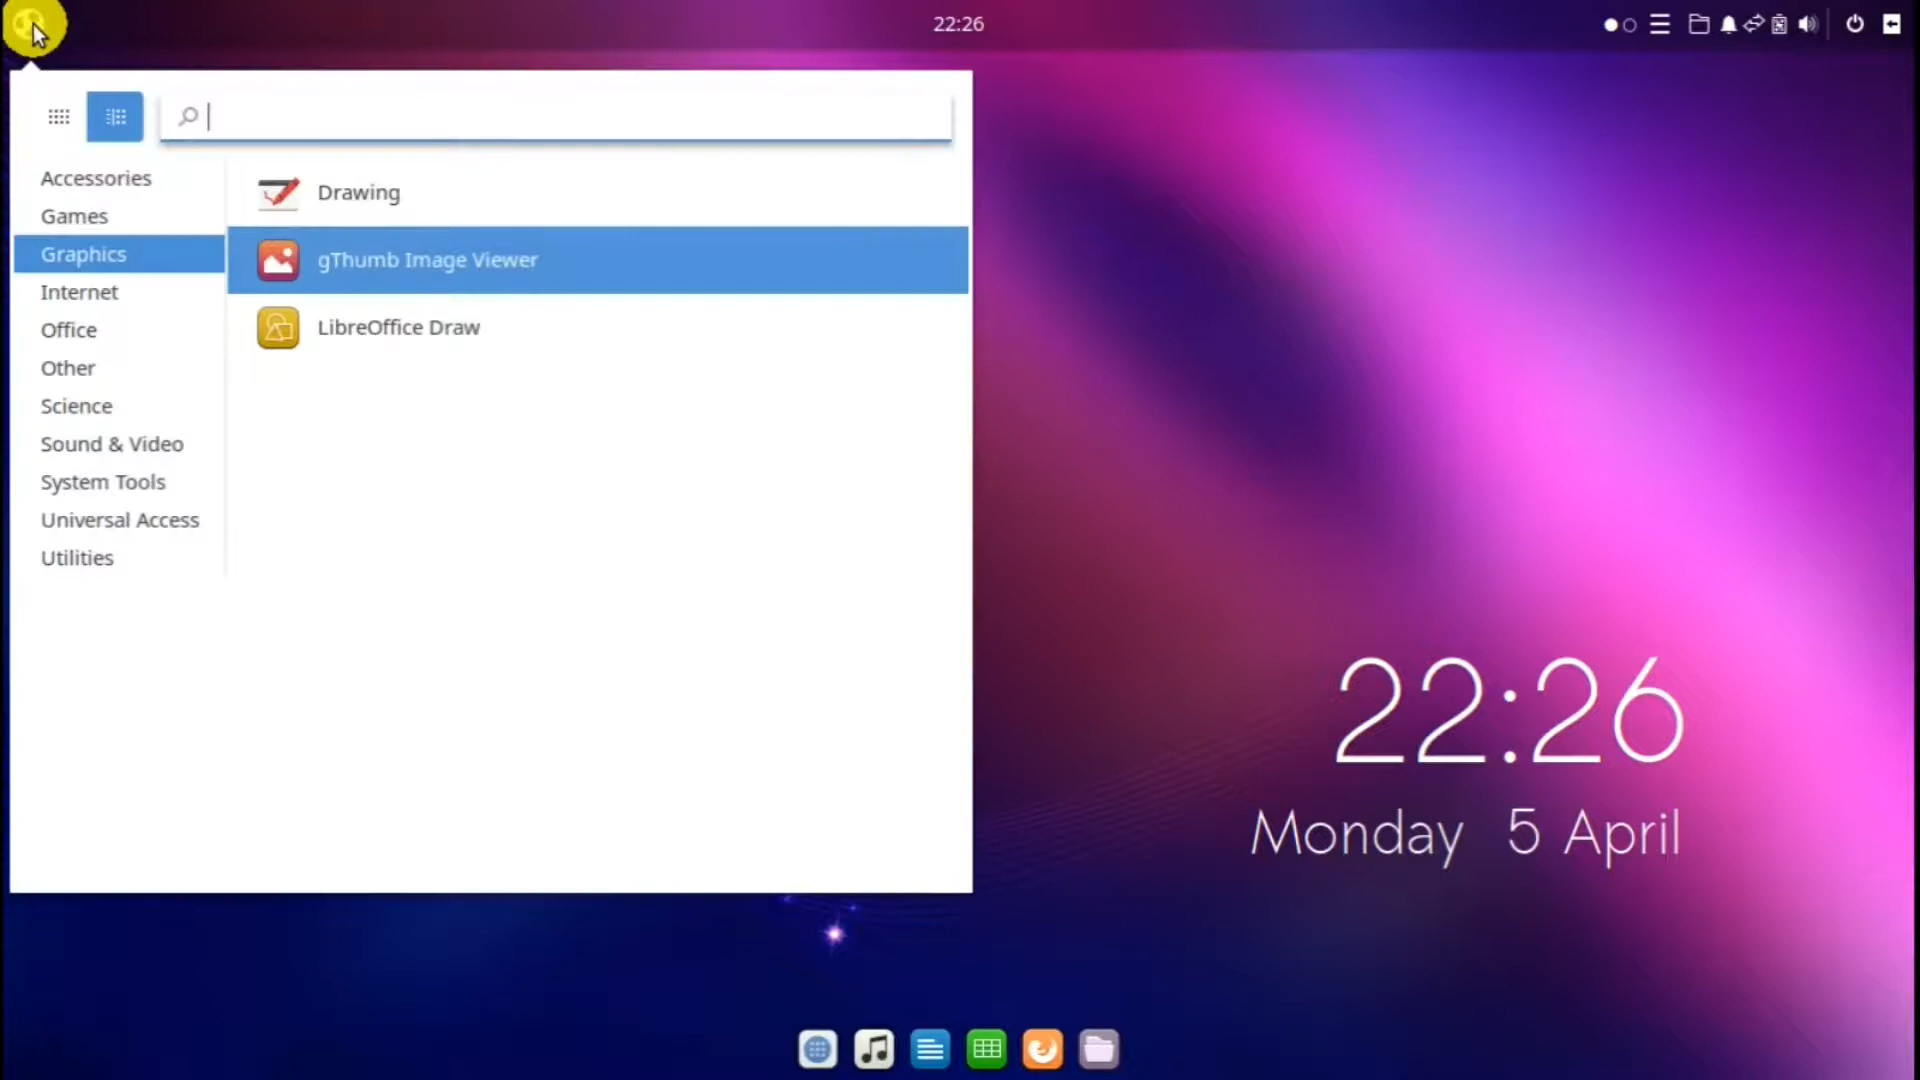 22:26
Accessories
Games
Graphics
Internet
Office
Other
Science
Sound & Video
System Tools
Universal Access
Utilities
Drawing
gThumb Image Viewer
LibreOffice Draw
22:26
Monday 5 April